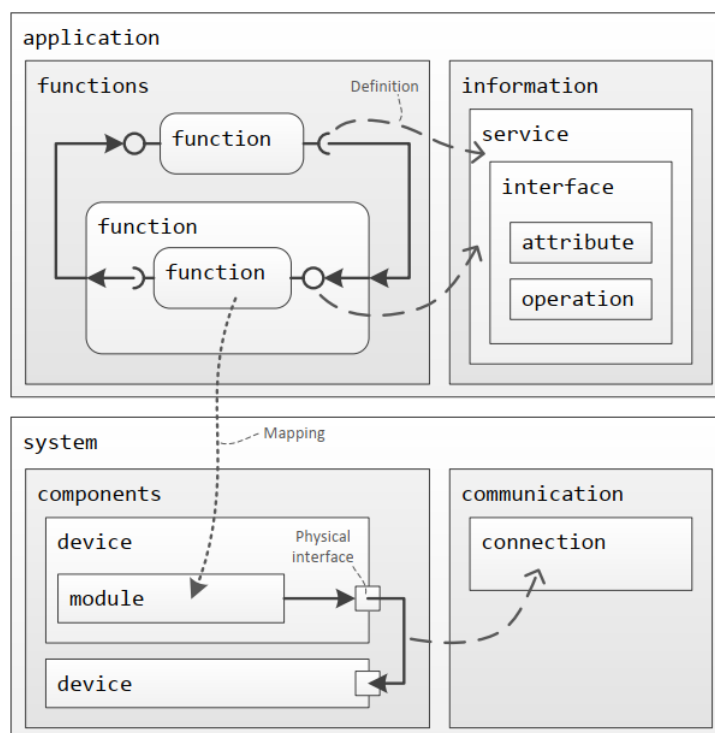 application
functions
Definition
function
function
function
information
service
interface
attribute
operation
Mapping
system
components
device
Physical
interface
module
device
communication
connection